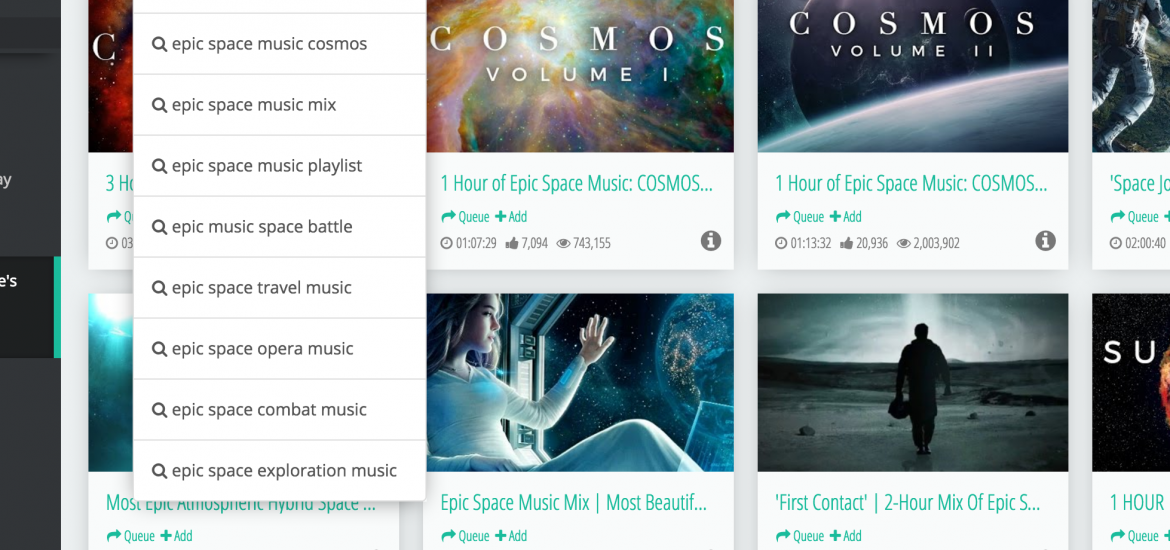 ay
e's
epic space music cosmos
epic space music mix
epic space music playlist
epic music space battle
epic space travel music
epic space opera music
epic space combat music
epic space exploration music
C
3 Ho
Qu
03
COSMOS
VOLUME I
1 Hour of Epic Space Music: COSMOS...
Queue Add
01:07:29 7,094 743,155
COSMOS
VOLUME II
1 Hour of Epic Space Music: COSMOS...
Queue Add
01:13:32 20,936 2,003,902
'Space Jo
Queue
02:00:40
Most Epic Atmospheric Hybrid Space ...
Queue Add
Epic Space Music Mix | Most Beautif...
Queue Add
'First Contact' | 2-Hour Mix Of Epic S...
Queue Add
SU
1 HOUR
Queue